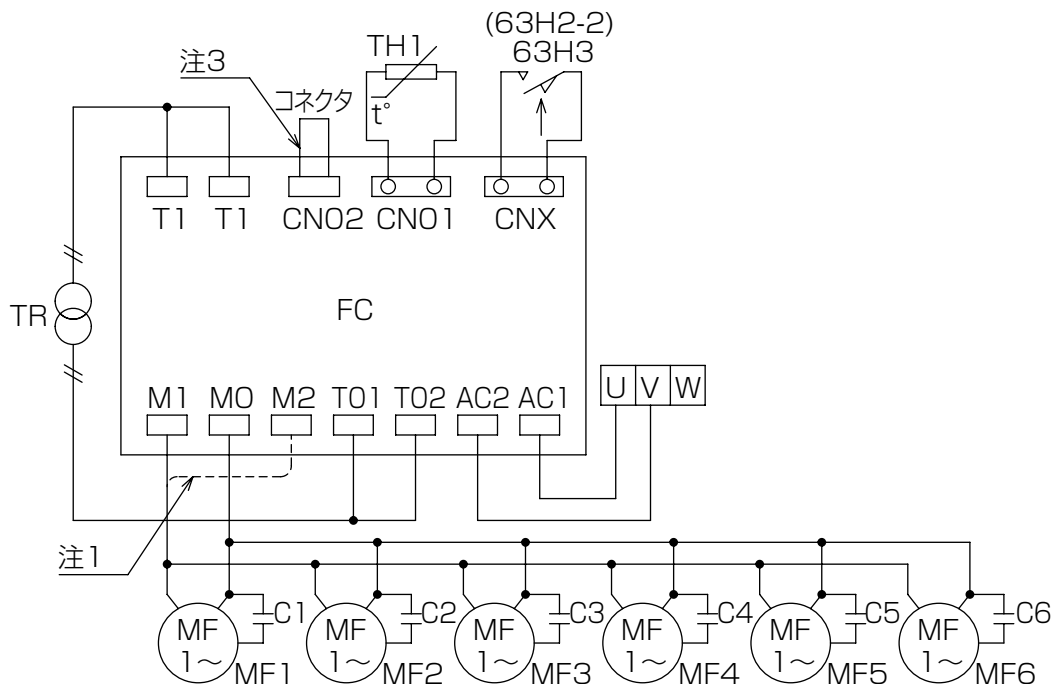 (63H2-2)
63H3
TH1
注3
コネクタ
t°
T1 T1 CN02 CN01 CNX
TR
FC
M1 M0 M2 T01 T02 AC2 AC1
U V W
注1
MF 1~ MF1 C1
MF 1~ MF2 C2
MF 1~ MF3 C3
MF 1~ MF4 C4
MF 1~ MF5 C5
MF 1~ MF6 C6